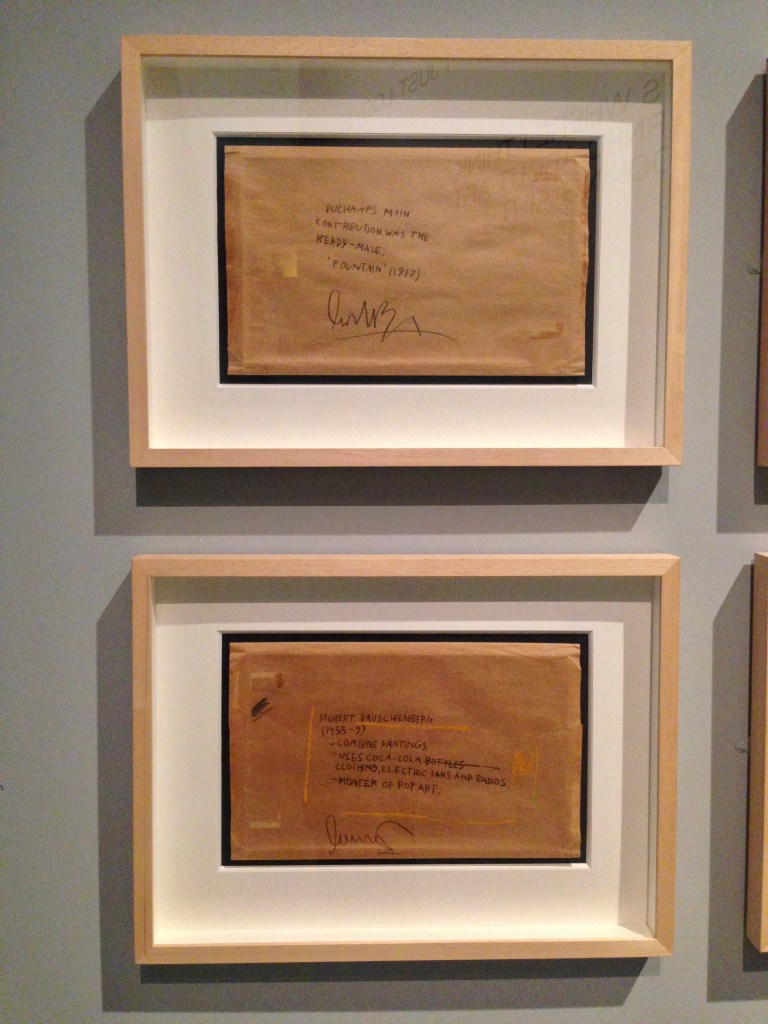 DUCHAMPS MAIN
CONTRIBUTION WAS THE
READY-MADE.
'FOUNTAIN' (1917)
ROBERT RAUSCHENBERG
(1955-9)
-COMBINE PAINTINGS
-USES COCA-COLA BOTTLES
CLOTHING, ELECTRIC FANS AND RADIOS
-PIONEER OF POP ART.